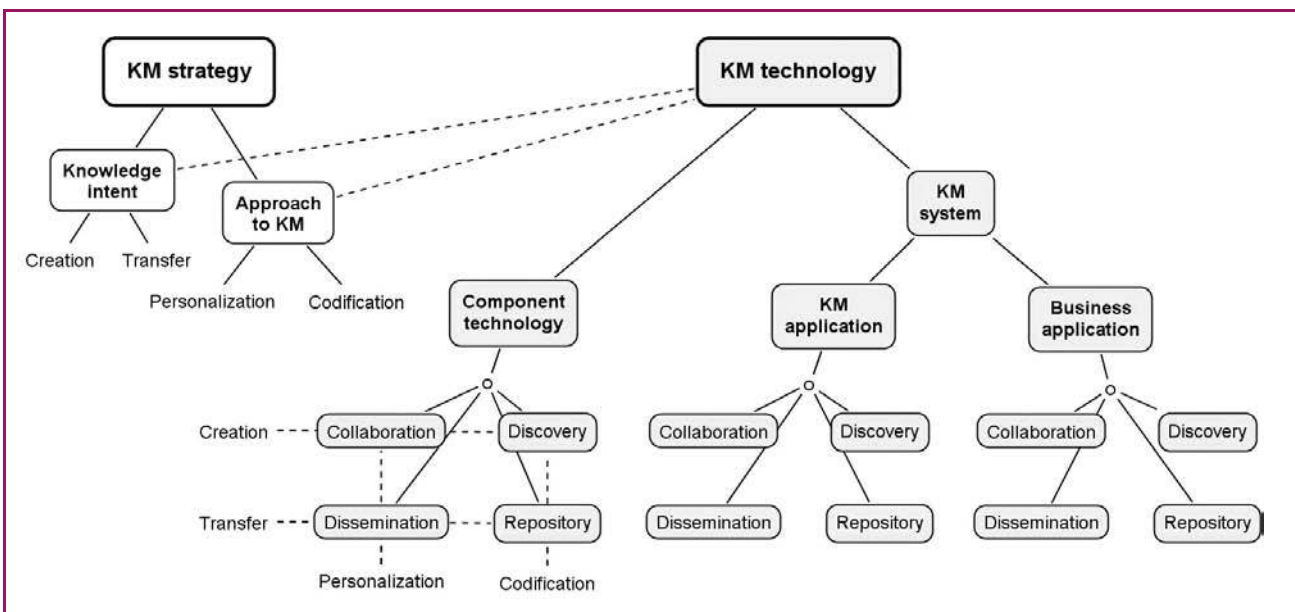 KM strategy
KM technology
Knowledge
intent
Approach
to KM
KM
system
Creation
Transfer
Personalization
Codification
Component
technology
KM
application
Business
application
Creation
Collaboration
Discovery
Collaboration
Discovery
Collaboration
Discovery
Transfer
Dissemination
Repository
Dissemination
Repository
Dissemination
Repository
Personalization
Codification